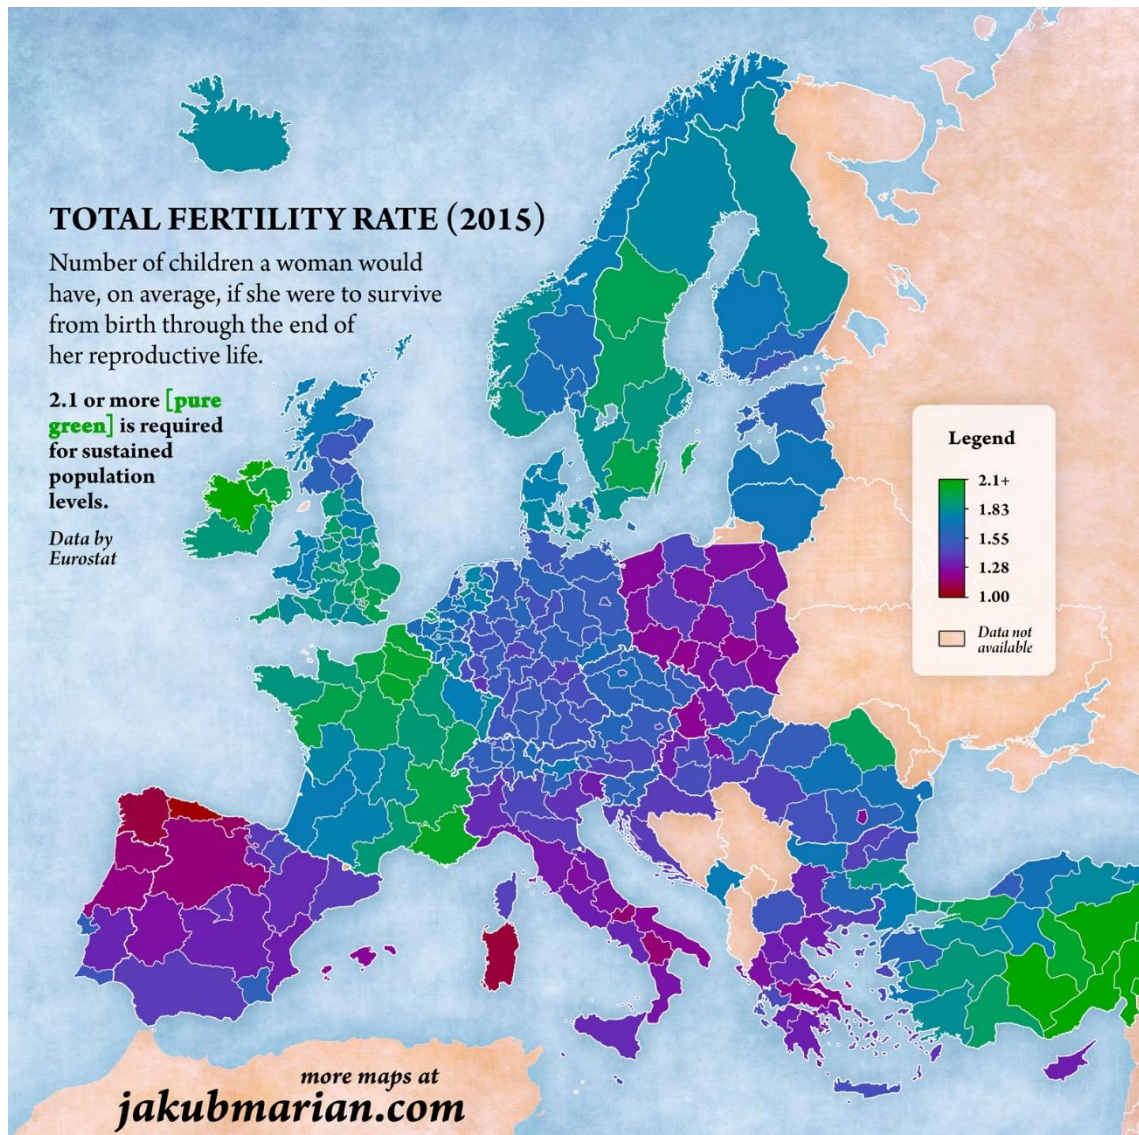 TOTAL FERTILITY RATE (2015)
Number of children a woman would
have, on average, if she were to survive
from birth through the end of
her reproductive life.
2.1 or more [pure
green] is required
for sustained
population
levels.
Data by
Eurostat
Legend
2.1+
1.83
1.55
1.28
1.00
Data not
available
more maps at
jakubmarian.com